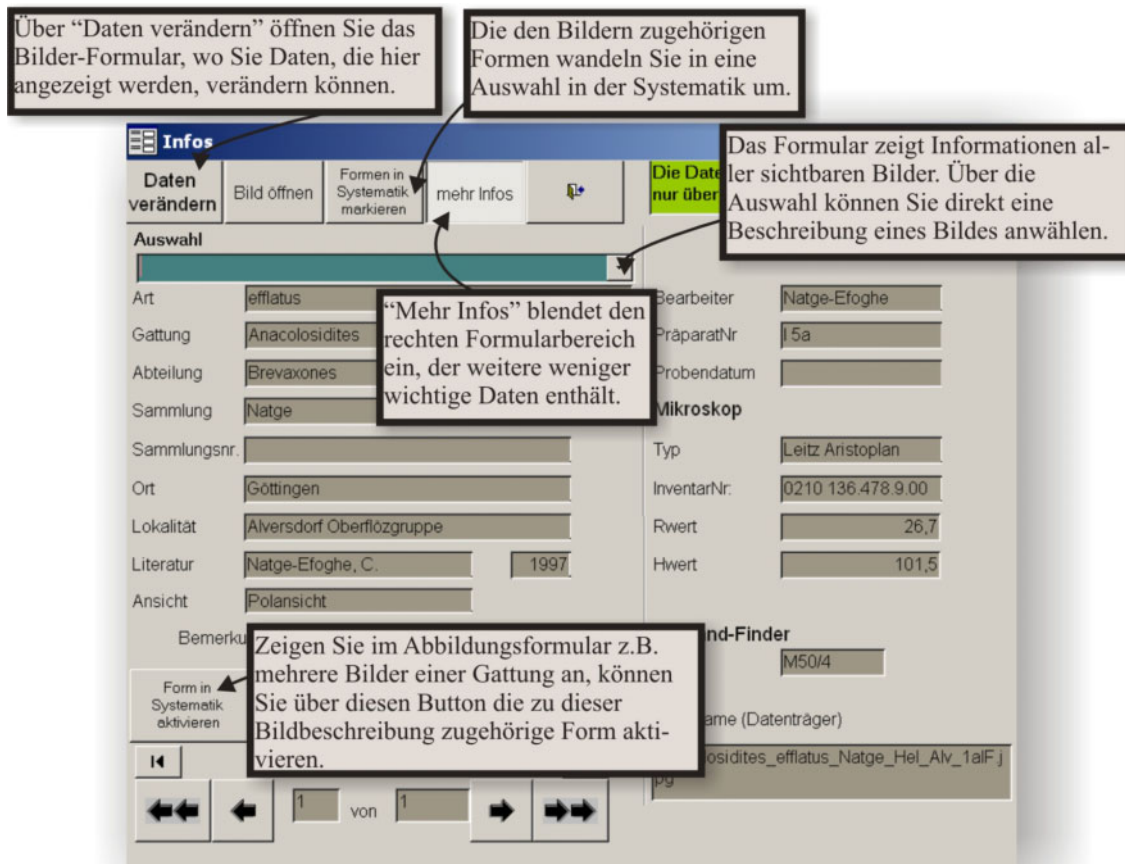 Über “Daten verändern” öffnen Sie das
Bilder-Formular, wo Sie Daten, die hier
angezeigt werden, verändern können.
Die den Bildern zugehörigen
Formen wandeln Sie in eine
Auswahl in der Systematik um.
Das Formular zeigt Informationen al-
ler sichtbaren Bilder. Über die
Auswahl können Sie direkt eine
Beschreibung eines Bildes anwählen.
Infos
Daten
verändern
Bild öffnen
Formen in
Systematik
markieren
mehr Infos
Die
nur
Auswahl
“Mehr Infos” blendet den
rechten Formularbereich
ein, der weitere weniger
wichtige Daten enthält.
Art efflatus
Gattung Anacolosidites
Abteilung Brevaxones
Sammlung Natge
Sammlungsnr.
Ort Göttingen
Lokalität Alversdorf Oberflözgruppe
Literatur Natge-Efoghe, C. 1997
Ansicht Polansicht
Bearbeiter Natge-Efoghe
PräparatNr I 5a
Probendatum
Mikroskop
Typ Leitz Aristoplan
InventarNr: 0210 136.478.9.00
Rwert 26,7
Hwert 101,5
Zeigen Sie im Abbildungsformular z.B.
mehrere Bilder einer Gattung an, können
Sie über diesen Button die zu dieser
Bildbeschreibung zugehörige Form akti-
vieren.
M50/4
(Datenträger)
Form in
Systematik
aktivieren
1 von 1